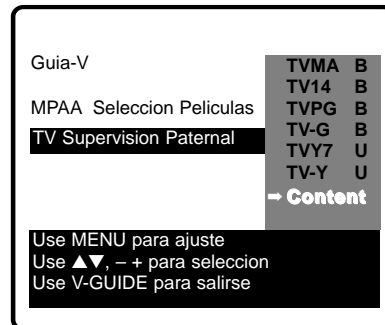 Guia-V
MPAA Seleccion Peliculas
TV Supervision Paternal
TVMA B
TV14 B
TVPG B
TV-G B
TVY7 U
TV-Y U
➡ Content
Use MENU para ajuste
Use ▲▼, – + para seleccion
Use V-GUIDE para salirse